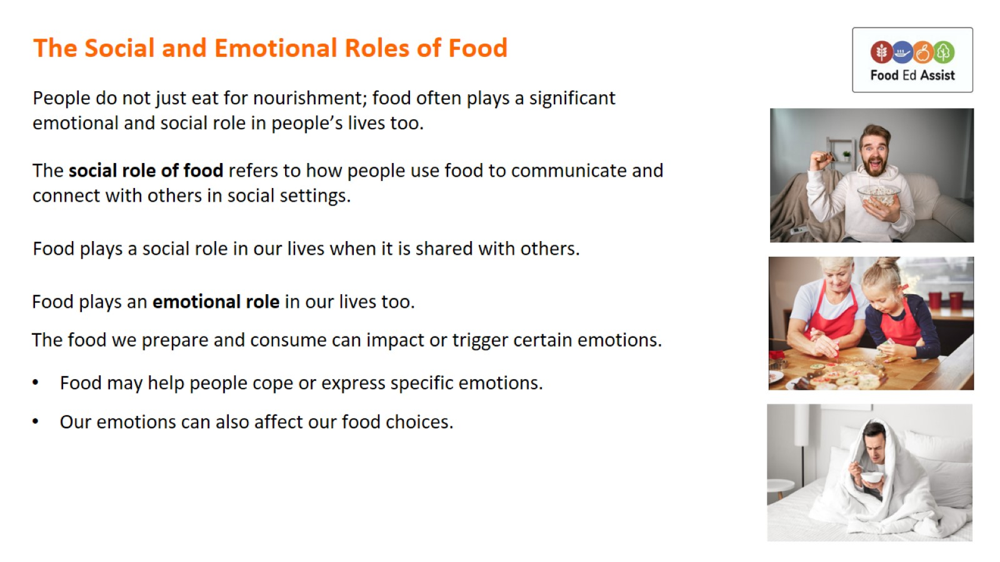 The Social and Emotional Roles of Food
Food Ed Assist
People do not just eat for nourishment; food often plays a significant
emotional and social role in people’s lives too.
The social role of food refers to how people use food to communicate and
connect with others in social settings.
Food plays a social role in our lives when it is shared with others.
Food plays an emotional role in our lives too.
The food we prepare and consume can impact or trigger certain emotions.
• Food may help people cope or express specific emotions.
• Our emotions can also affect our food choices.